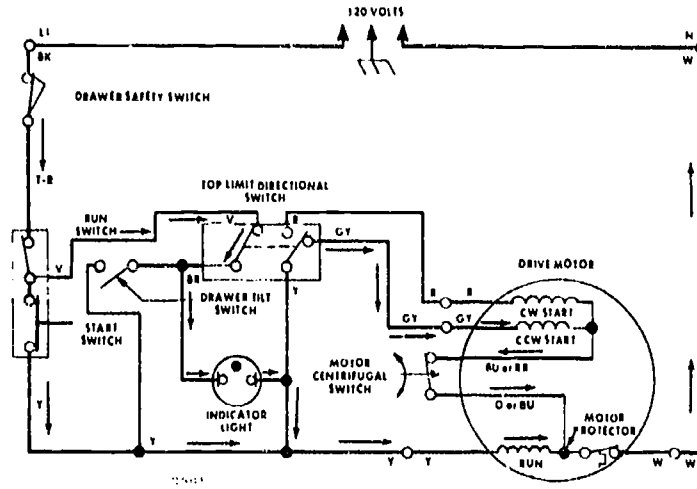 120 VOLTS
L1
BK
N
W
DRAWER SAFETY SWITCH
T-R
TOP LIMIT DIRECTIONAL
SWITCH
RUN
SWITCH
V
R
GY
V
BR
Y
DRAWER TILT
SWITCH
START
SWITCH
DRIVE MOTOR
R
R
CW START
GY
GY
CCW START
MOTOR
CENTRIFUGAL
SWITCH
BU or BR
O or BU
INDICATOR
LIGHT
MOTOR
PROTECTOR
Y
Y
Y
Y
RUN
W
W